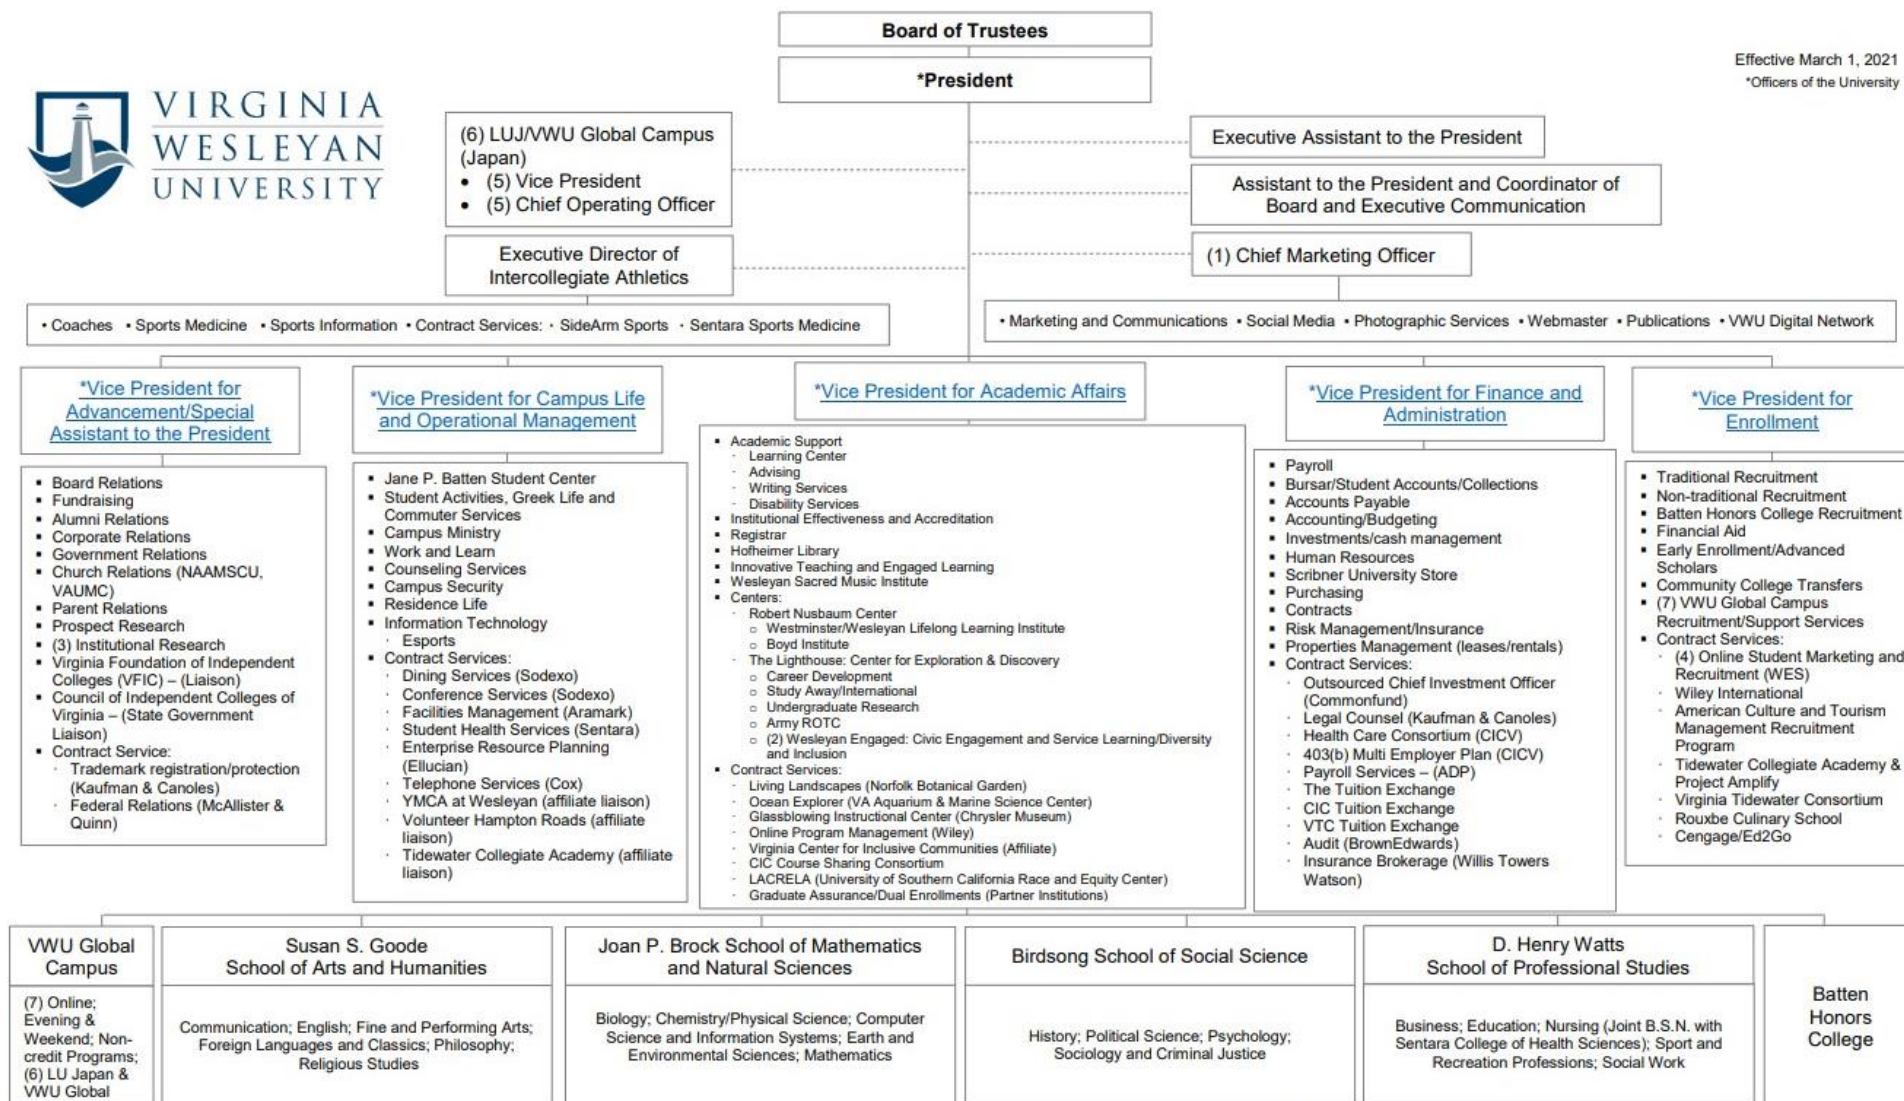 Board of Trustees
*President
Effective March 1, 2021
*Officers of the University
VIRGINIA
WESLEYAN
UNIVERSITY
(6) LUJ/VWU Global Campus
(Japan)
• (5) Vice President
• (5) Chief Operating Officer
Executive Assistant to the President
Assistant to the President and Coordinator of
Board and Executive Communication
Executive Director of
Intercollegiate Athletics
(1) Chief Marketing Officer
▪ Coaches ▪ Sports Medicine ▪ Sports Information ▪ Contract Services: · SideArm Sports · Sentara Sports Medicine
▪ Marketing and Communications ▪ Social Media ▪ Photographic Services ▪ Webmaster ▪ Publications ▪ VWU Digital Network
*Vice President for
Advancement/Special
Assistant to the President
▪ Board Relations
▪ Fundraising
▪ Alumni Relations
▪ Corporate Relations
▪ Government Relations
▪ Church Relations (NAAMSCU,
VAUMC)
▪ Parent Relations
▪ Prospect Research
▪ (3) Institutional Research
▪ Virginia Foundation of Independent
Colleges (VFIC) – (Liaison)
▪ Council of Independent Colleges of
Virginia – (State Government
Liaison)
▪ Contract Service:
· Trademark registration/protection
(Kaufman & Canoles)
· Federal Relations (McAllister &
Quinn)
*Vice President for Campus Life
and Operational Management
▪ Jane P. Batten Student Center
▪ Student Activities, Greek Life and
Commuter Services
▪ Campus Ministry
▪ Work and Learn
▪ Counseling Services
▪ Campus Security
▪ Residence Life
▪ Information Technology
· Esports
▪ Contract Services:
· Dining Services (Sodexo)
· Conference Services (Sodexo)
· Facilities Management (Aramark)
· Student Health Services (Sentara)
· Enterprise Resource Planning
(Ellucian)
· Telephone Services (Cox)
· YMCA at Wesleyan (affiliate liaison)
· Volunteer Hampton Roads (affiliate
liaison)
· Tidewater Collegiate Academy (affiliate
liaison)
*Vice President for Academic Affairs
▪ Academic Support
· Learning Center
· Advising
· Writing Services
· Disability Services
▪ Institutional Effectiveness and Accreditation
▪ Registrar
▪ Hofheimer Library
▪ Innovative Teaching and Engaged Learning
▪ Wesleyan Sacred Music Institute
▪ Centers:
· Robert Nusbaum Center
o Westminster/Wesleyan Lifelong Learning Institute
o Boyd Institute
· The Lighthouse: Center for Exploration & Discovery
o Career Development
o Study Away/International
o Undergraduate Research
o Army ROTC
o (2) Wesleyan Engaged: Civic Engagement and Service Learning/Diversity
and Inclusion
▪ Contract Services:
· Living Landscapes (Norfolk Botanical Garden)
· Ocean Explorer (VA Aquarium & Marine Science Center)
· Glassblowing Instructional Center (Chrysler Museum)
· Online Program Management (Wiley)
· Virginia Center for Inclusive Communities (Affiliate)
· CIC Course Sharing Consortium
· LACRELA (University of Southern California Race and Equity Center)
· Graduate Assurance/Dual Enrollments (Partner Institutions)
*Vice President for Finance and
Administration
▪ Payroll
▪ Bursar/Student Accounts/Collections
▪ Accounts Payable
▪ Accounting/Budgeting
▪ Investments/cash management
▪ Human Resources
▪ Scribner University Store
▪ Purchasing
▪ Contracts
▪ Risk Management/Insurance
▪ Properties Management (leases/rentals)
▪ Contract Services:
· Outsourced Chief Investment Officer
(Commonfund)
· Legal Counsel (Kaufman & Canoles)
· Health Care Consortium (CICV)
· 403(b) Multi Employer Plan (CICV)
· Payroll Services – (ADP)
· The Tuition Exchange
· CIC Tuition Exchange
· VTC Tuition Exchange
· Audit (BrownEdwards)
· Insurance Brokerage (Willis Towers
Watson)
*Vice President for
Enrollment
▪ Traditional Recruitment
▪ Non-traditional Recruitment
▪ Batten Honors College Recruitment
▪ Financial Aid
▪ Early Enrollment/Advanced
Scholars
▪ Community College Transfers
▪ (7) VWU Global Campus
Recruitment/Support Services
▪ Contract Services:
· (4) Online Student Marketing and
Recruitment (WES)
· Wiley International
· American Culture and Tourism
Management Recruitment
Program
· Tidewater Collegiate Academy &
Project Amplify
· Virginia Tidewater Consortium
· Rouxbe Culinary School
· Cengage/Ed2Go
VWU Global
Campus
(7) Online;
Evening &
Weekend; Non-
credit Programs;
(6) LU Japan &
VWU Global
Susan S. Goode
School of Arts and Humanities
Communication; English; Fine and Performing Arts;
Foreign Languages and Classics; Philosophy;
Religious Studies
Joan P. Brock School of Mathematics
and Natural Sciences
Biology; Chemistry/Physical Science; Computer
Science and Information Systems; Earth and
Environmental Sciences; Mathematics
Birdsong School of Social Science
History; Political Science; Psychology;
Sociology and Criminal Justice
D. Henry Watts
School of Professional Studies
Business; Education; Nursing (Joint B.S.N. with
Sentara College of Health Sciences); Sport and
Recreation Professions; Social Work
Batten
Honors
College